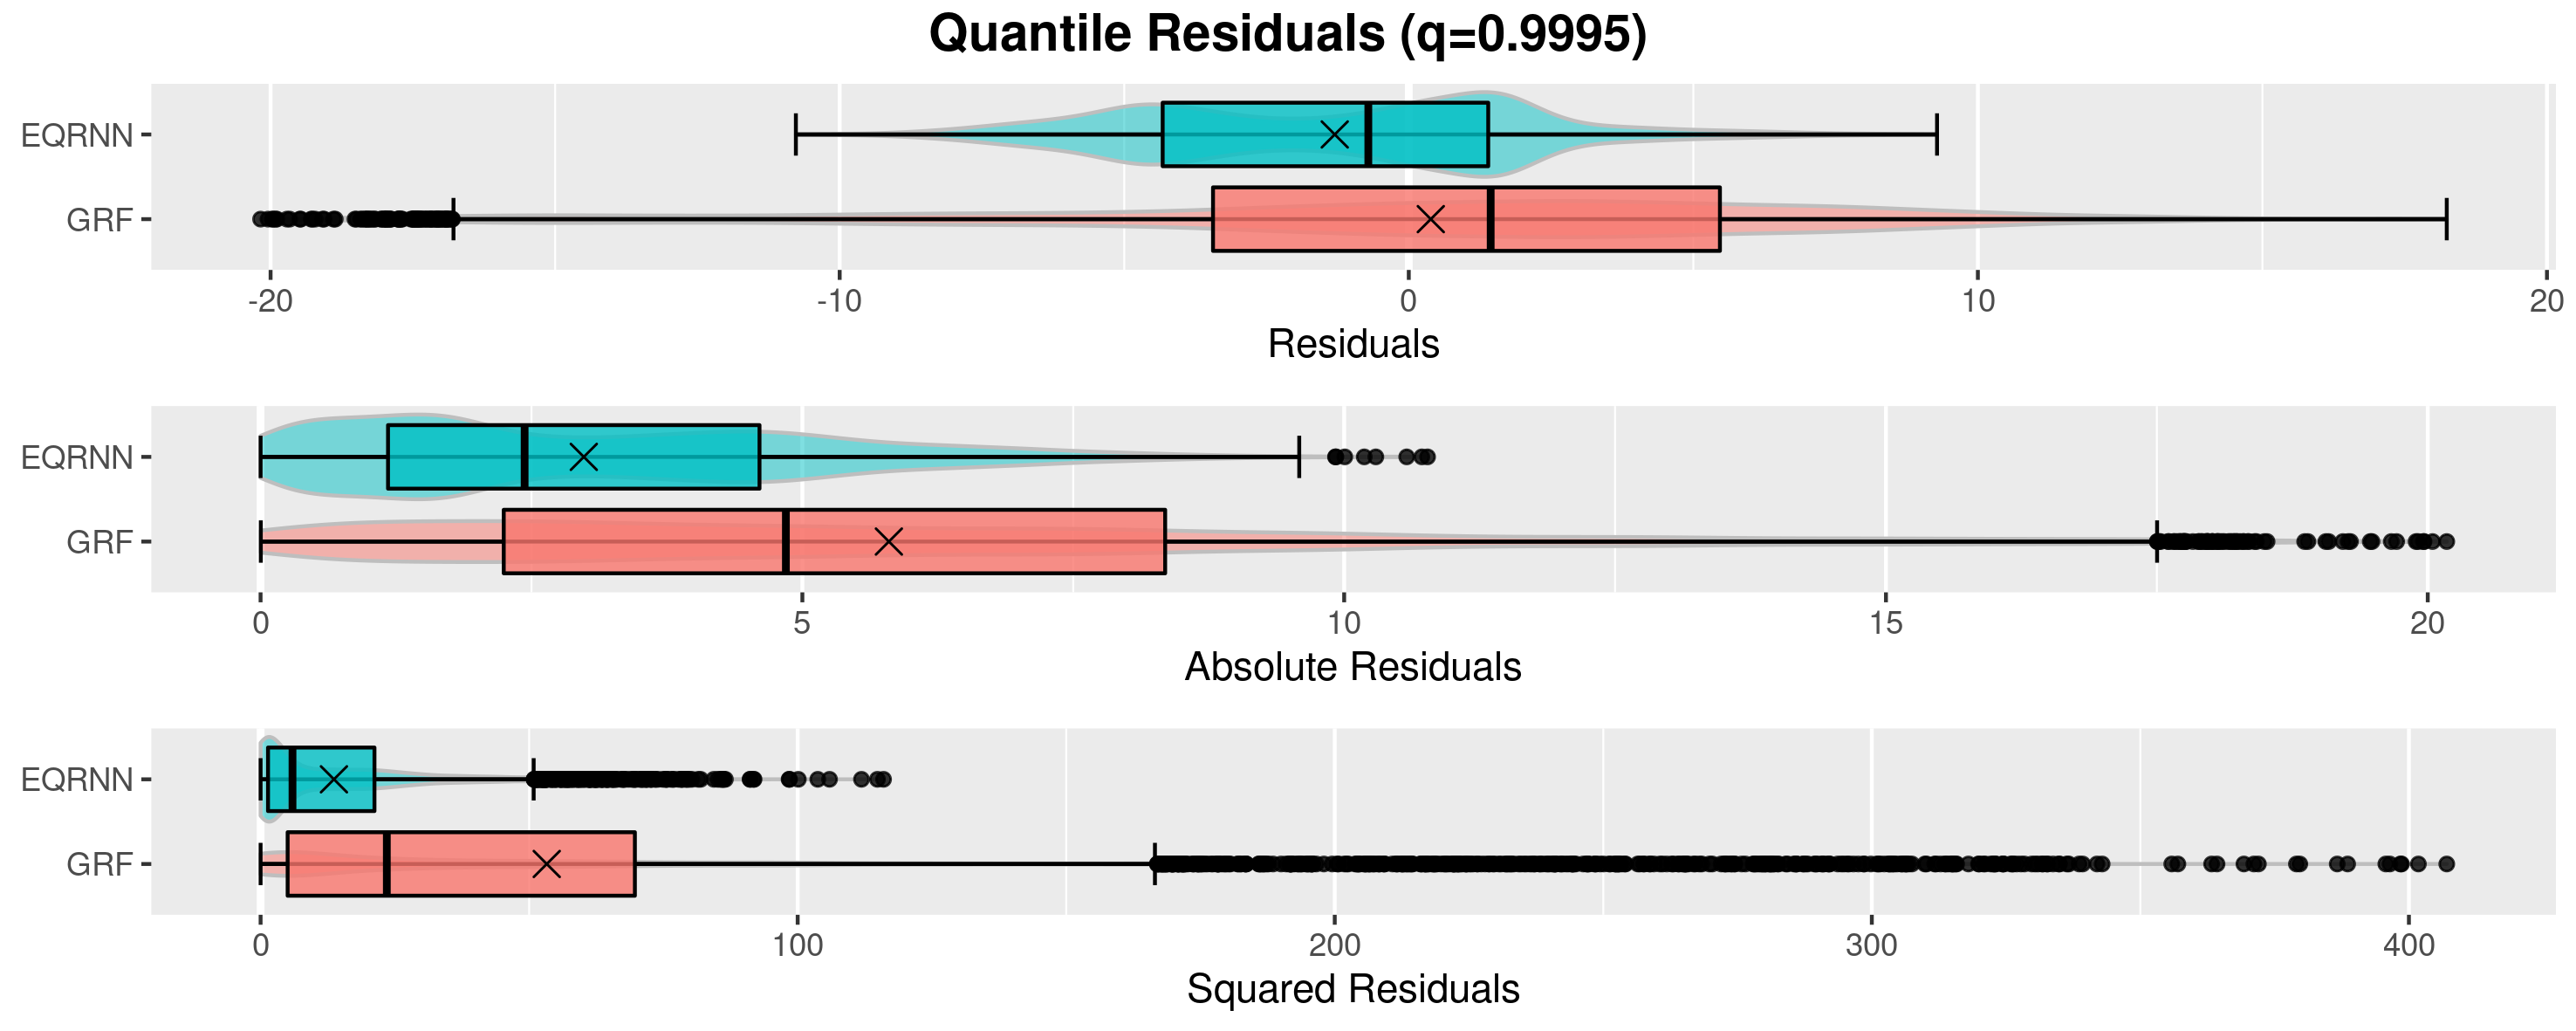 Quantile Residuals (q=0.9995)
EQRNN
GRF
-20 -10 0 10 20
Residuals
EQRNN
GRF
0 5 10 15 20
Absolute Residuals
EQRNN
GRF
0 100 200 300 400
Squared Residuals